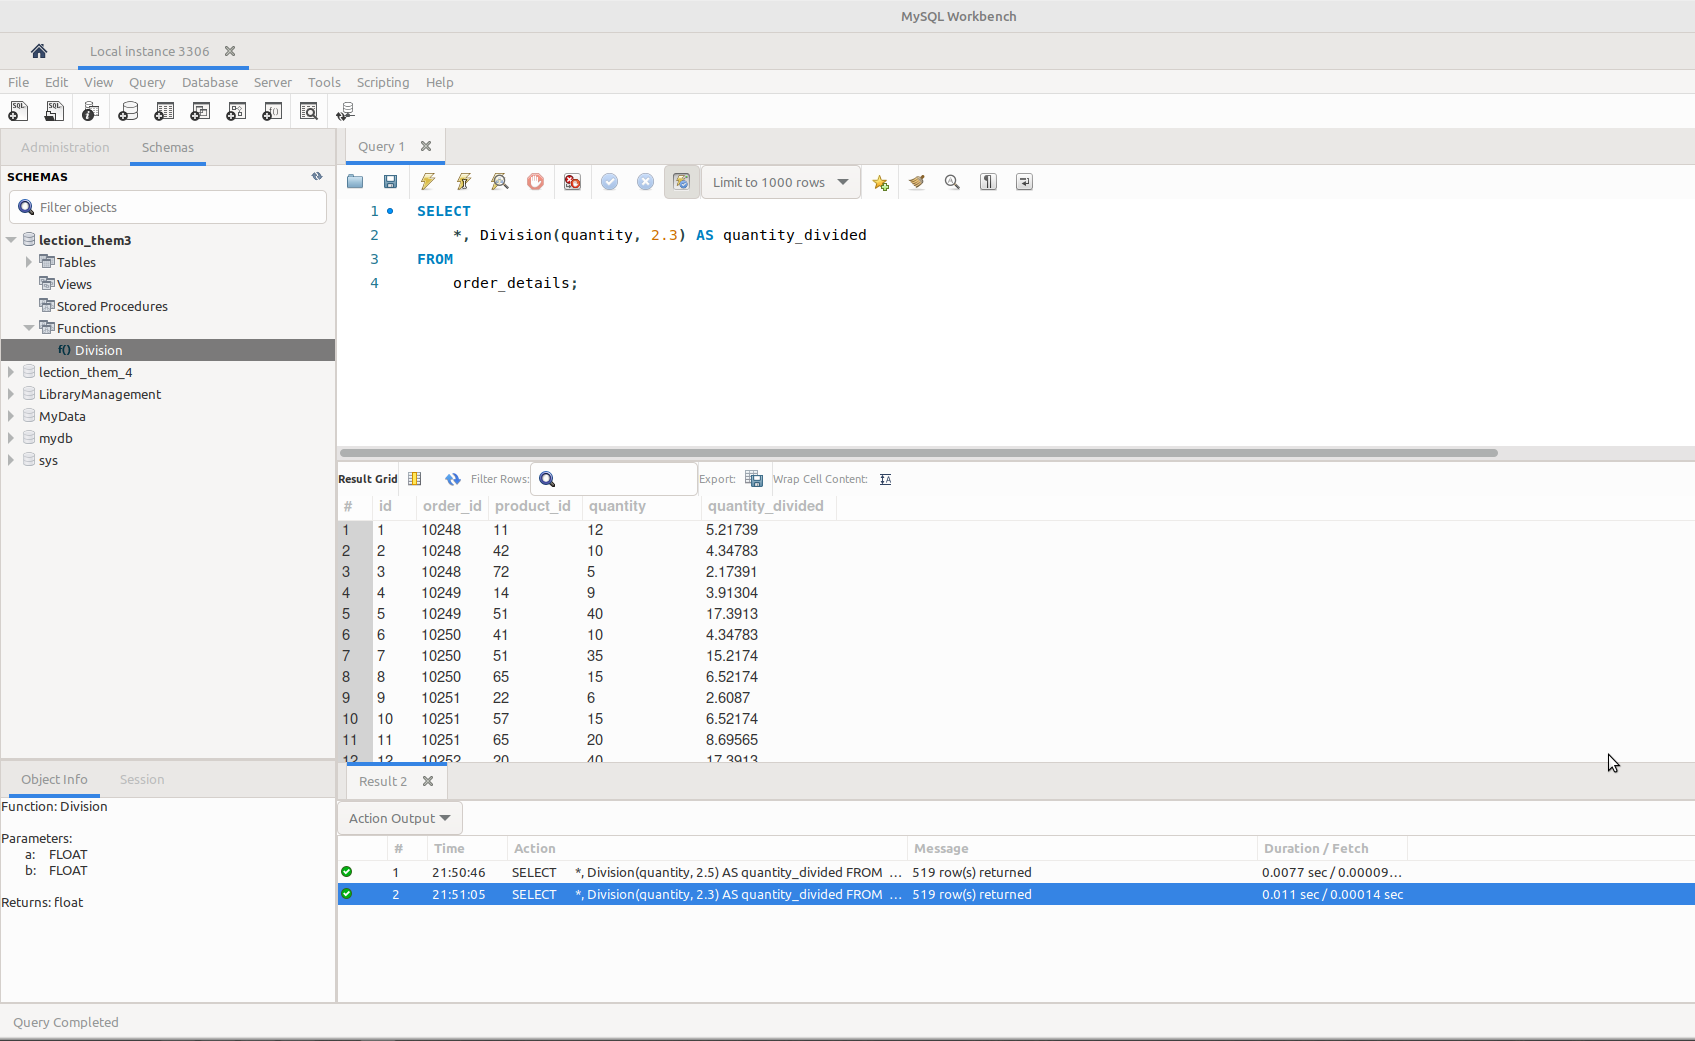 MySQL Workbench
Local instance 3306
File Edit View Query Database Server Tools Scripting Help
Administration Schemas
SCHEMAS
Filter objects
lection_them3
Tables
Views
Stored Procedures
Functions
f() Division
lection_them_4
LibraryManagement
MyData
mydb
sys
Object Info Session
Function: Division
Parameters:
a: FLOAT
b: FLOAT
Returns: float
Query 1
Limit to 1000 rows
1 SELECT
2 *, Division(quantity, 2.3) AS quantity_divided
3 FROM
4 order_details;
Result Grid Filter Rows: Export: Wrap Cell Content:
# id order_id product_id quantity quantity_divided
1 1 10248 11 12 5.21739
2 2 10248 42 10 4.34783
3 3 10248 72 5 2.17391
4 4 10249 14 9 3.91304
5 5 10249 51 40 17.3913
6 6 10250 41 10 4.34783
7 7 10250 51 35 15.2174
8 8 10250 65 15 6.52174
9 9 10251 22 6 2.6087
10 10 10251 57 15 6.52174
11 11 10251 65 20 8.69565
12 12 10252 20 40 17.3913
Result 2
Action Output
# Time Action Message Duration / Fetch
1 21:50:46 SELECT *, Division(quantity, 2.5) AS quantity_divided FROM ... 519 row(s) returned 0.0077 sec / 0.00009...
2 21:51:05 SELECT *, Division(quantity, 2.3) AS quantity_divided FROM ... 519 row(s) returned 0.011 sec / 0.00014 sec
Query Completed